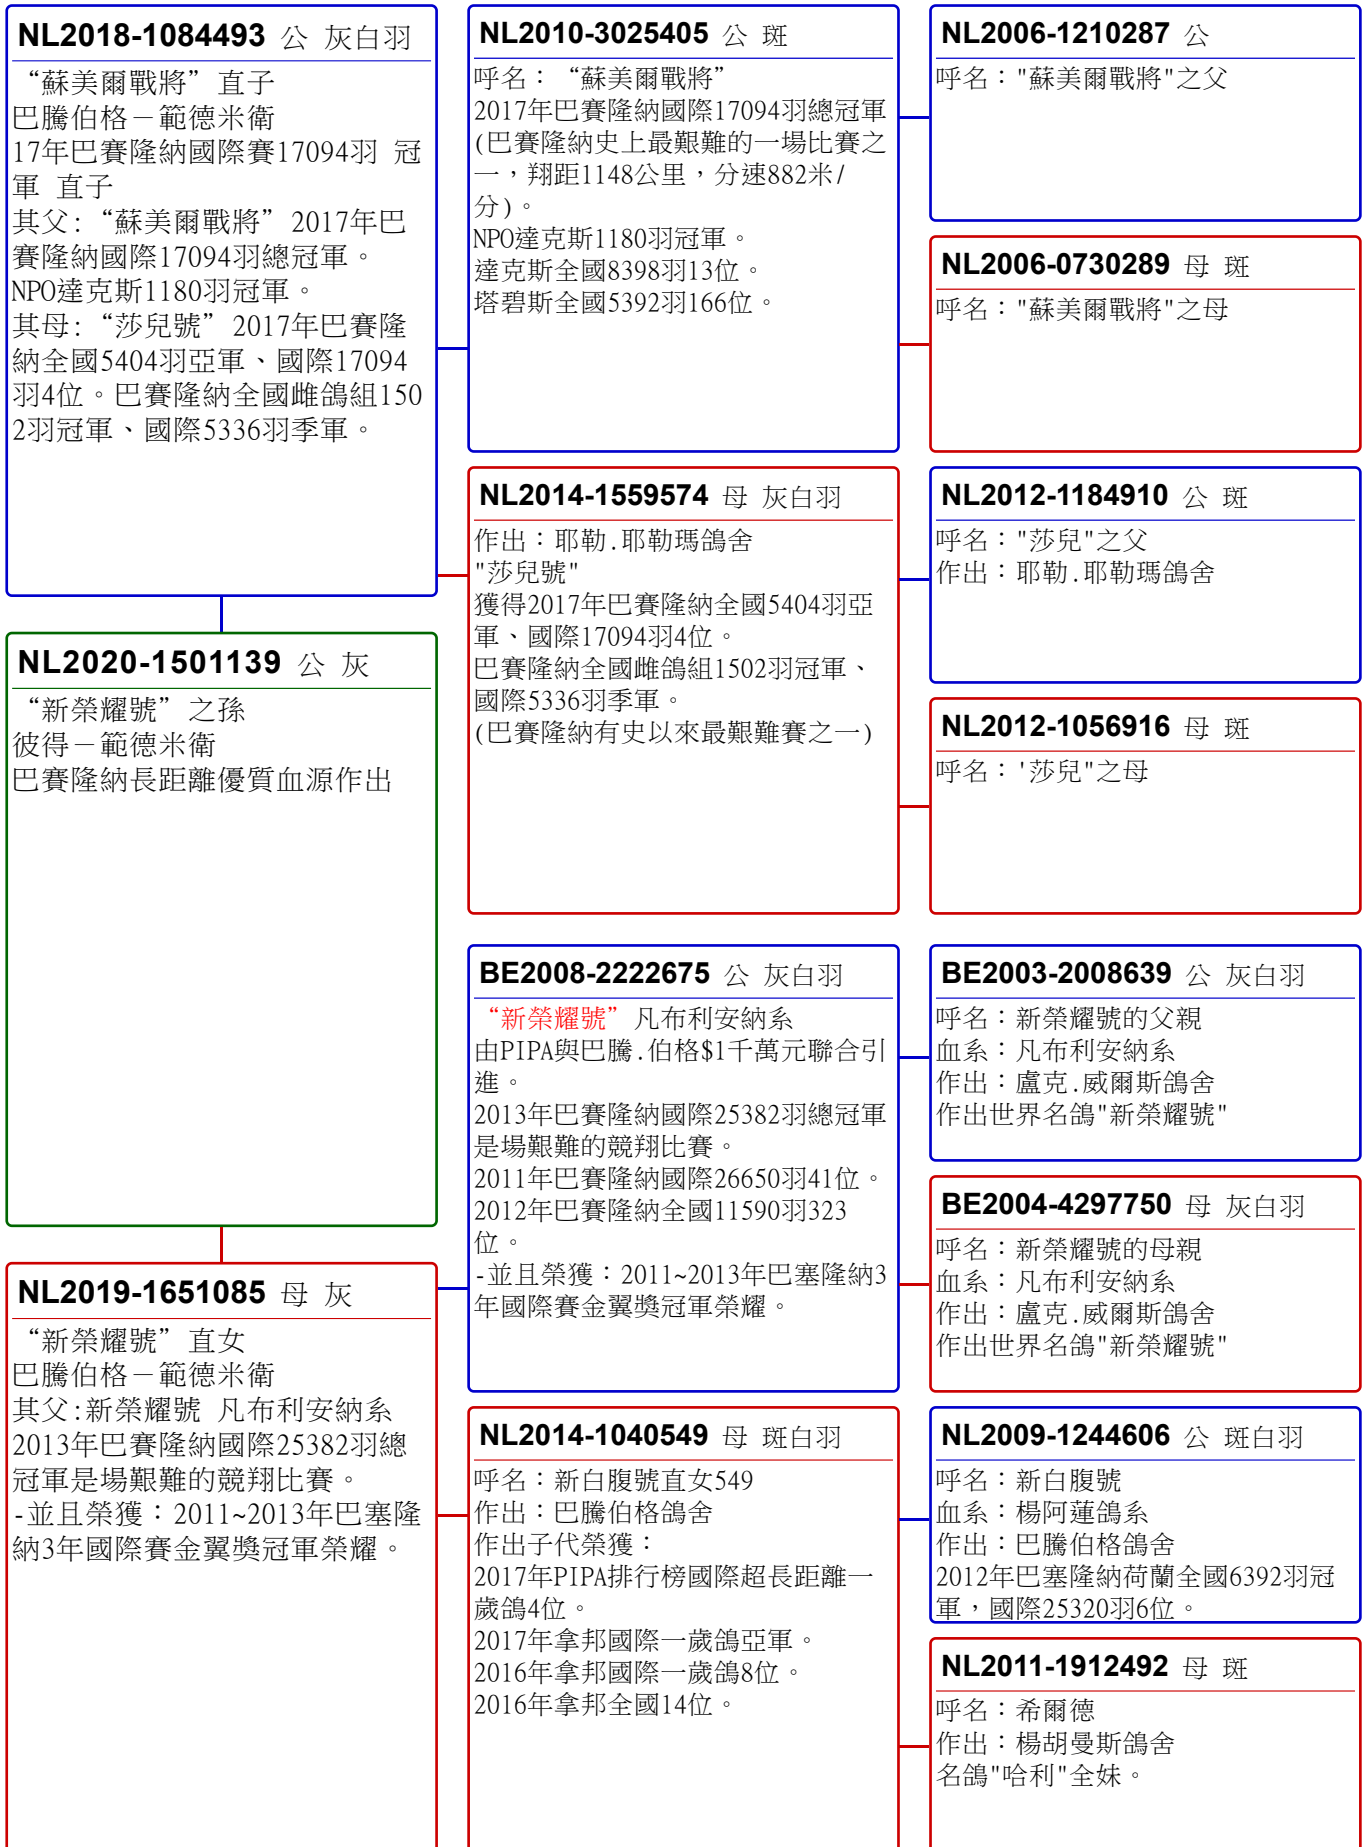 NL2018-1084493 公 灰白羽
“蘇美爾戰將”直子
巴騰伯格－範德米衛
17年巴賽隆納國際賽17094羽 冠
軍 直子
其父:“蘇美爾戰將”2017年巴
賽隆納國際17094羽總冠軍。
NPO達克斯1180羽冠軍。
其母:“莎兒號”2017年巴賽隆
納全國5404羽亞軍、國際17094
羽4位。巴賽隆納全國雌鴿組150
2羽冠軍、國際5336羽季軍。
NL2020-1501139 公 灰
“新榮耀號”之孫
彼得－範德米衛
巴賽隆納長距離優質血源作出
NL2019-1651085 母 灰
“新榮耀號”直女
巴騰伯格－範德米衛
其父:新榮耀號 凡布利安納系
2013年巴賽隆納國際25382羽總
冠軍是場艱難的競翔比賽。
-並且榮獲：2011~2013年巴塞隆
納3年國際賽金翼獎冠軍榮耀。
NL2010-3025405 公 斑
呼名：“蘇美爾戰將”
2017年巴賽隆納國際17094羽總冠軍
(巴賽隆納史上最艱難的一場比賽之
一，翔距1148公里，分速882米/
分)。
NPO達克斯1180羽冠軍。
達克斯全國8398羽13位。
塔碧斯全國5392羽166位。
NL2014-1559574 母 灰白羽
作出：耶勒.耶勒瑪鴿舍
"莎兒號"
獲得2017年巴賽隆納全國5404羽亞
軍、國際17094羽4位。
巴賽隆納全國雌鴿組1502羽冠軍、
國際5336羽季軍。
(巴賽隆納有史以來最艱難賽之一)
BE2008-2222675 公 灰白羽
“新榮耀號”凡布利安納系
由PIPA與巴騰.伯格$1千萬元聯合引
進。
2013年巴賽隆納國際25382羽總冠軍
是場艱難的競翔比賽。
2011年巴賽隆納國際26650羽41位。
2012年巴賽隆納全國11590羽323
位。
-並且榮獲：2011~2013年巴塞隆納3
年國際賽金翼獎冠軍榮耀。
NL2014-1040549 母 斑白羽
呼名：新白腹號直女549
作出：巴騰伯格鴿舍
作出子代榮獲：
2017年PIPA排行榜國際超長距離一
歲鴿4位。
2017年拿邦國際一歲鴿亞軍。
2016年拿邦國際一歲鴿8位。
2016年拿邦全國14位。
NL2006-1210287 公
呼名："蘇美爾戰將"之父
NL2006-0730289 母 斑
呼名："蘇美爾戰將"之母
NL2012-1184910 公 斑
呼名："莎兒"之父
作出：耶勒.耶勒瑪鴿舍
NL2012-1056916 母 斑
呼名：'莎兒"之母
BE2003-2008639 公 灰白羽
呼名：新榮耀號的父親
血系：凡布利安納系
作出：盧克.威爾斯鴿舍
作出世界名鴿"新榮耀號"
BE2004-4297750 母 灰白羽
呼名：新榮耀號的母親
血系：凡布利安納系
作出：盧克.威爾斯鴿舍
作出世界名鴿"新榮耀號"
NL2009-1244606 公 斑白羽
呼名：新白腹號
血系：楊阿蓮鴿系
作出：巴騰伯格鴿舍
2012年巴塞隆納荷蘭全國6392羽冠
軍，國際25320羽6位。
NL2011-1912492 母 斑
呼名：希爾德
作出：楊胡曼斯鴿舍
名鴿"哈利"全妹。